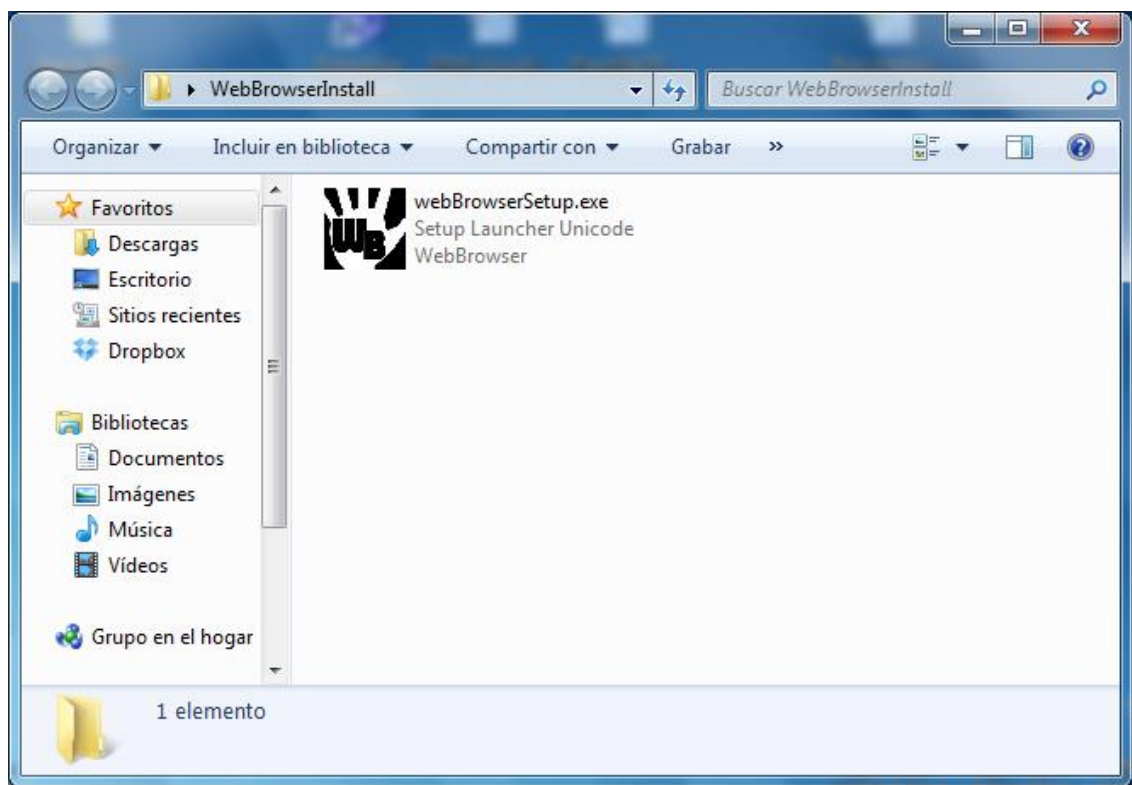 WebBrowserInstall
Buscar WebBrowserInstall
Organizar
Incluir en biblioteca
Compartir con
Grabar
»
Favoritos
Descargas
Escritorio
Sitios recientes
Dropbox
Bibliotecas
Documentos
Imágenes
Música
Vídeos
Grupo en el hogar
WB
webBrowserSetup.exe
Setup Launcher Unicode
WebBrowser
1 elemento